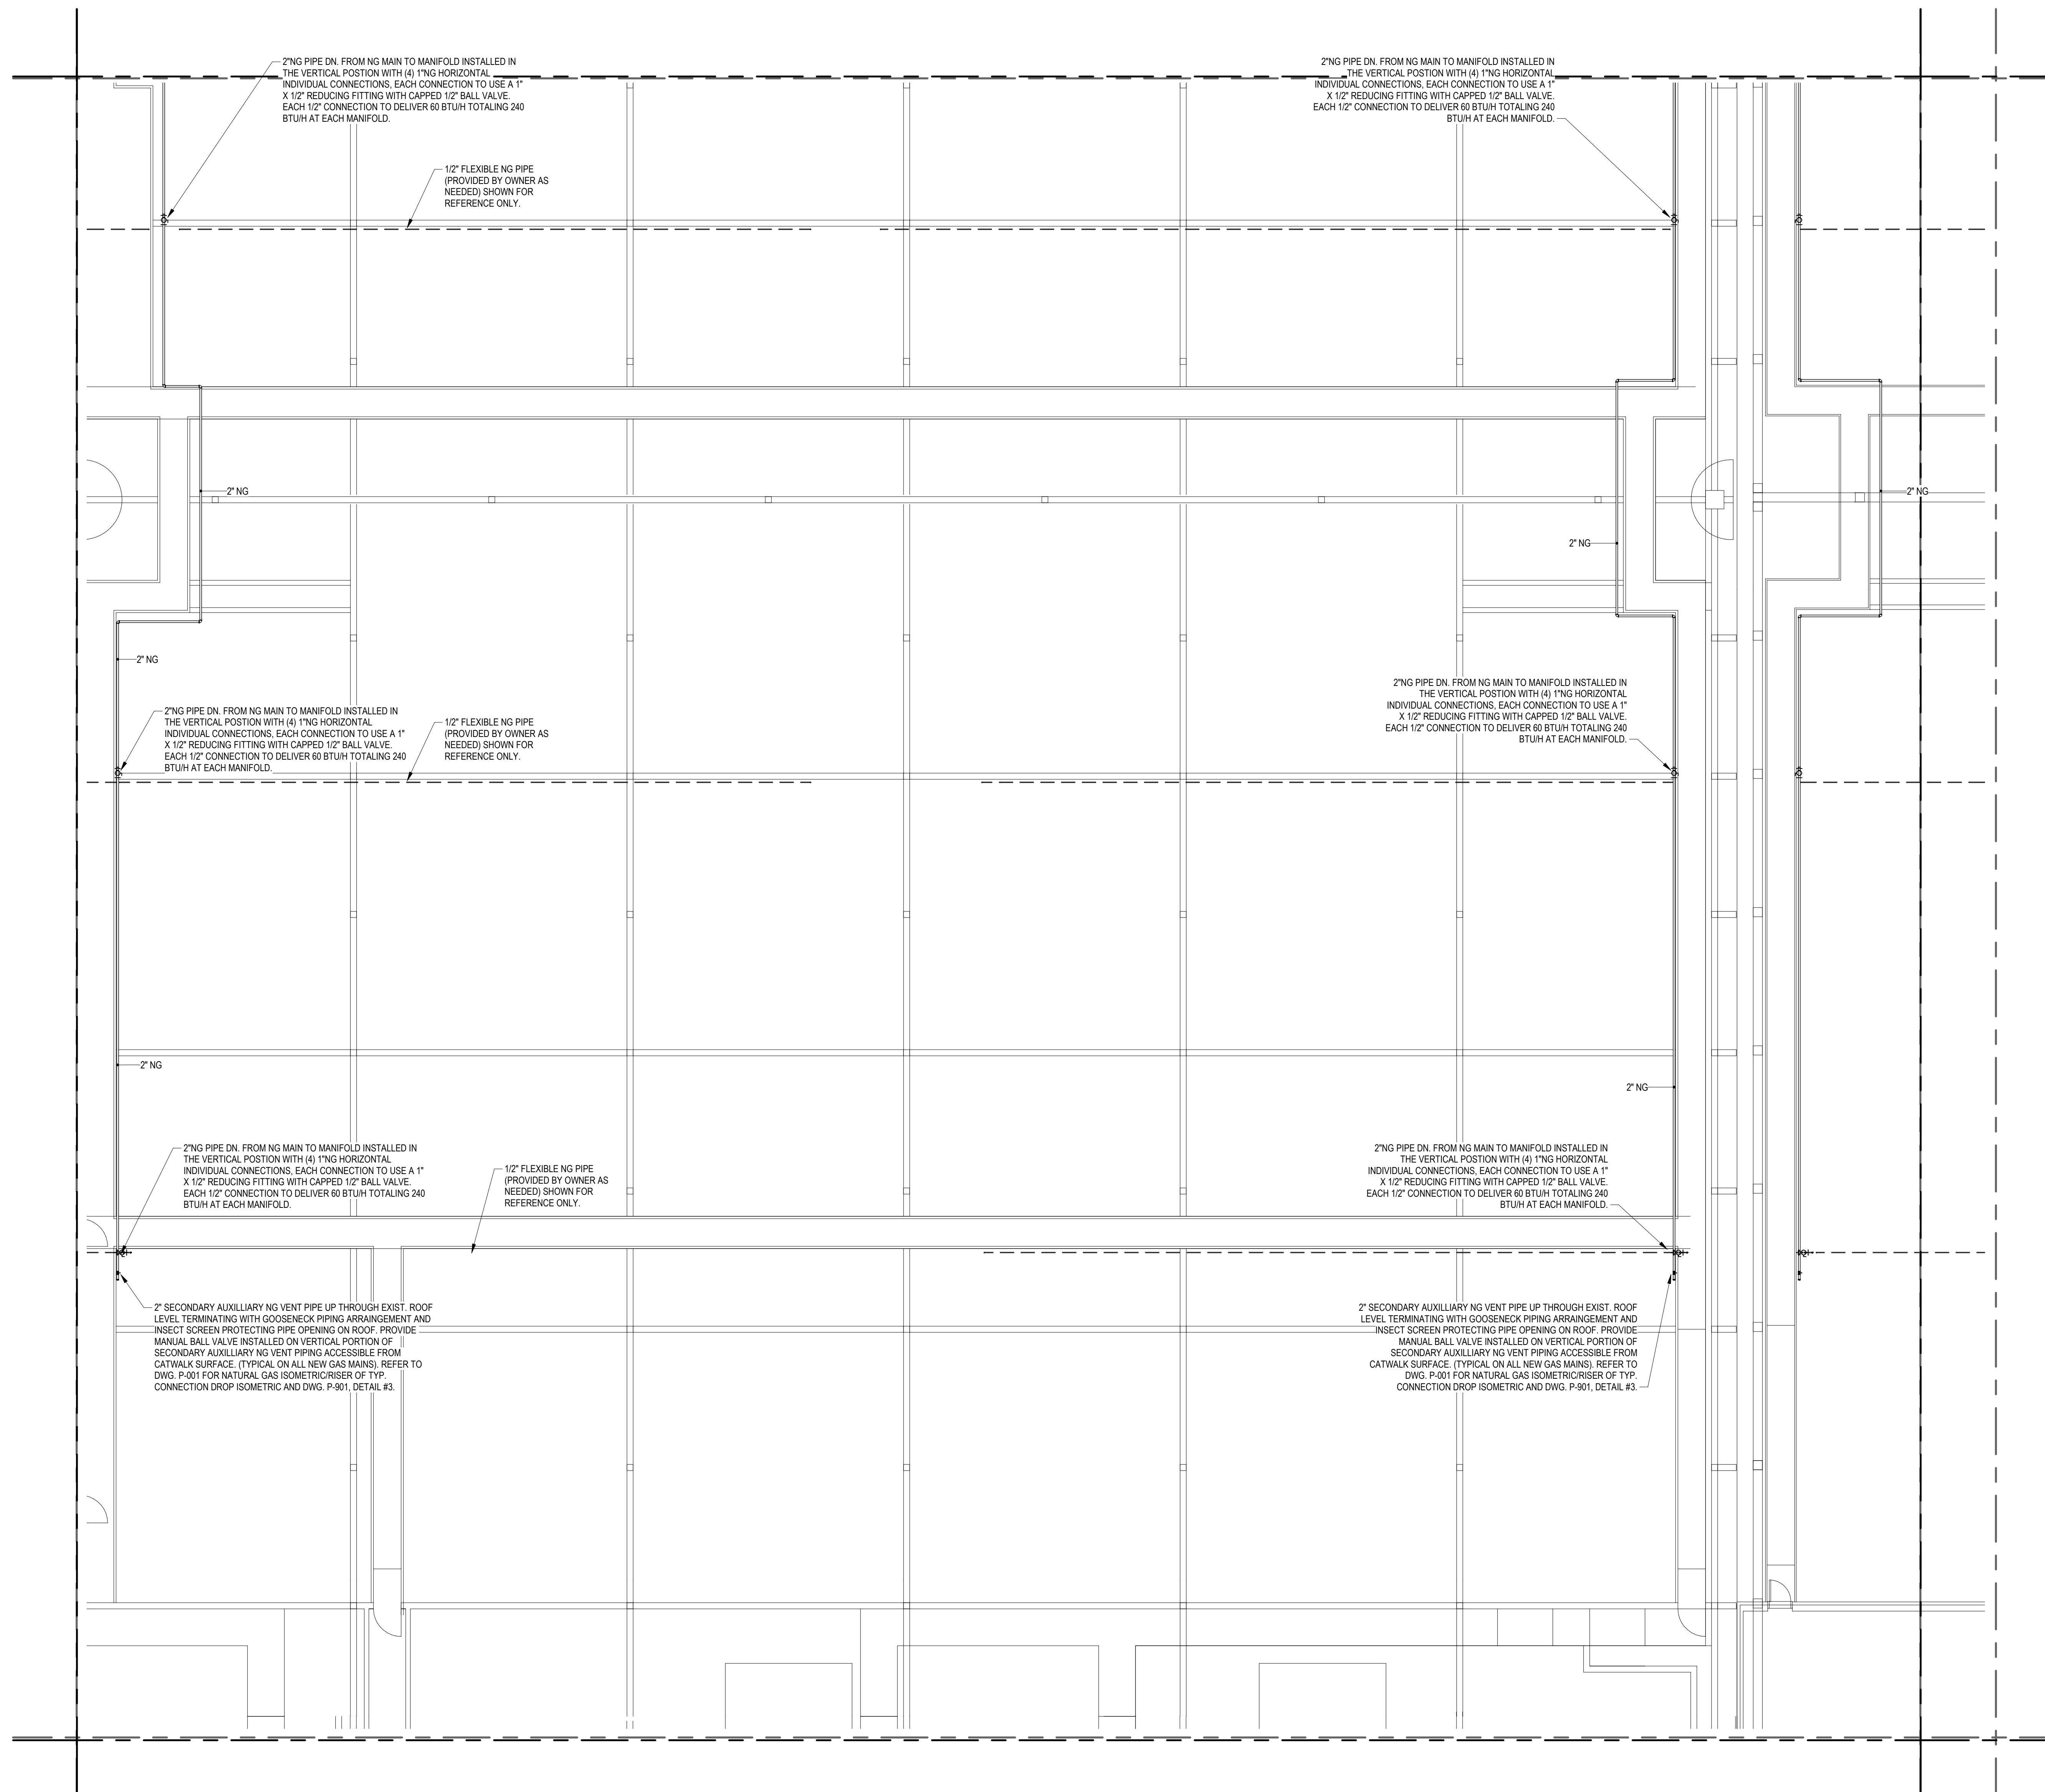 2"NG PIPE DN. FROM NG MAIN TO MANIFOLD INSTALLED IN
THE VERTICAL POSTION WITH (4) 1"NG HORIZONTAL
INDIVIDUAL CONNECTIONS, EACH CONNECTION TO USE A 1"
X 1/2" REDUCING FITTING WITH CAPPED 1/2" BALL VALVE.
EACH 1/2" CONNECTION TO DELIVER 60 BTU/H TOTALING 240
BTU/H AT EACH MANIFOLD.
2"NG PIPE DN. FROM NG MAIN TO MANIFOLD INSTALLED IN
THE VERTICAL POSTION WITH (4) 1"NG HORIZONTAL
INDIVIDUAL CONNECTIONS, EACH CONNECTION TO USE A 1"
X 1/2" REDUCING FITTING WITH CAPPED 1/2" BALL VALVE.
EACH 1/2" CONNECTION TO DELIVER 60 BTU/H TOTALING 240
BTU/H AT EACH MANIFOLD.
1/2" FLEXIBLE NG PIPE
(PROVIDED BY OWNER AS
NEEDED) SHOWN FOR
REFERENCE ONLY.
2" NG
2" NG
2" NG
2" NG
2"NG PIPE DN. FROM NG MAIN TO MANIFOLD INSTALLED IN
THE VERTICAL POSTION WITH (4) 1"NG HORIZONTAL
INDIVIDUAL CONNECTIONS, EACH CONNECTION TO USE A 1"
X 1/2" REDUCING FITTING WITH CAPPED 1/2" BALL VALVE.
EACH 1/2" CONNECTION TO DELIVER 60 BTU/H TOTALING 240
BTU/H AT EACH MANIFOLD.
2"NG PIPE DN. FROM NG MAIN TO MANIFOLD INSTALLED IN
THE VERTICAL POSTION WITH (4) 1"NG HORIZONTAL
INDIVIDUAL CONNECTIONS, EACH CONNECTION TO USE A 1"
X 1/2" REDUCING FITTING WITH CAPPED 1/2" BALL VALVE.
EACH 1/2" CONNECTION TO DELIVER 60 BTU/H TOTALING 240
BTU/H AT EACH MANIFOLD.
1/2" FLEXIBLE NG PIPE
(PROVIDED BY OWNER AS
NEEDED) SHOWN FOR
REFERENCE ONLY.
2" NG
2" NG
2"NG PIPE DN. FROM NG MAIN TO MANIFOLD INSTALLED IN
THE VERTICAL POSTION WITH (4) 1"NG HORIZONTAL
INDIVIDUAL CONNECTIONS, EACH CONNECTION TO USE A 1"
X 1/2" REDUCING FITTING WITH CAPPED 1/2" BALL VALVE.
EACH 1/2" CONNECTION TO DELIVER 60 BTU/H TOTALING 240
BTU/H AT EACH MANIFOLD.
1/2" FLEXIBLE NG PIPE
(PROVIDED BY OWNER AS
NEEDED) SHOWN FOR
REFERENCE ONLY.
2"NG PIPE DN. FROM NG MAIN TO MANIFOLD INSTALLED IN
THE VERTICAL POSTION WITH (4) 1"NG HORIZONTAL
INDIVIDUAL CONNECTIONS, EACH CONNECTION TO USE A 1"
X 1/2" REDUCING FITTING WITH CAPPED 1/2" BALL VALVE.
EACH 1/2" CONNECTION TO DELIVER 60 BTU/H TOTALING 240
BTU/H AT EACH MANIFOLD.
2" SECONDARY AUXILLIARY NG VENT PIPE UP THROUGH EXIST. ROOF
LEVEL TERMINATING WITH GOOSENECK PIPING ARRAINGEMENT AND
INSECT SCREEN PROTECTING PIPE OPENING ON ROOF. PROVIDE
MANUAL BALL VALVE INSTALLED ON VERTICAL PORTION OF
SECONDARY AUXILLIARY NG VENT PIPING ACCESSIBLE FROM
CATWALK SURFACE. (TYPICAL ON ALL NEW GAS MAINS). REFER TO
DWG. P-001 FOR NATURAL GAS ISOMETRIC/RISER OF TYP.
CONNECTION DROP ISOMETRIC AND DWG. P-901, DETAIL #3.
2" SECONDARY AUXILLIARY NG VENT PIPE UP THROUGH EXIST. ROOF
LEVEL TERMINATING WITH GOOSENECK PIPING ARRAINGEMENT AND
INSECT SCREEN PROTECTING PIPE OPENING ON ROOF. PROVIDE
MANUAL BALL VALVE INSTALLED ON VERTICAL PORTION OF
SECONDARY AUXILLIARY NG VENT PIPING ACCESSIBLE FROM
CATWALK SURFACE. (TYPICAL ON ALL NEW GAS MAINS). REFER TO
DWG. P-001 FOR NATURAL GAS ISOMETRIC/RISER OF TYP.
CONNECTION DROP ISOMETRIC AND DWG. P-901, DETAIL #3.